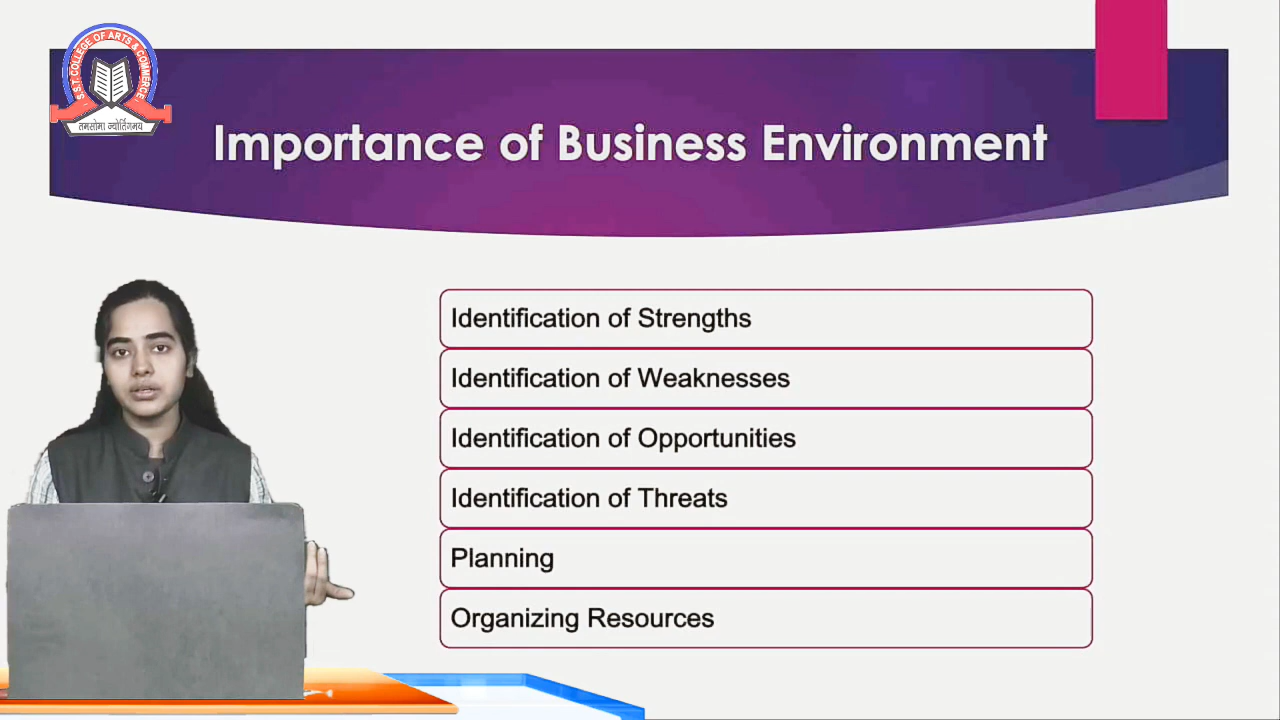 S.S.T. COLLEGE OF ARTS & COMMERCE.
तमसोमा ज्योर्तिगमय
Importance of Business Environment
Identification of Strengths
Identification of Weaknesses
Identification of Opportunities
Identification of Threats
Planning
Organizing Resources